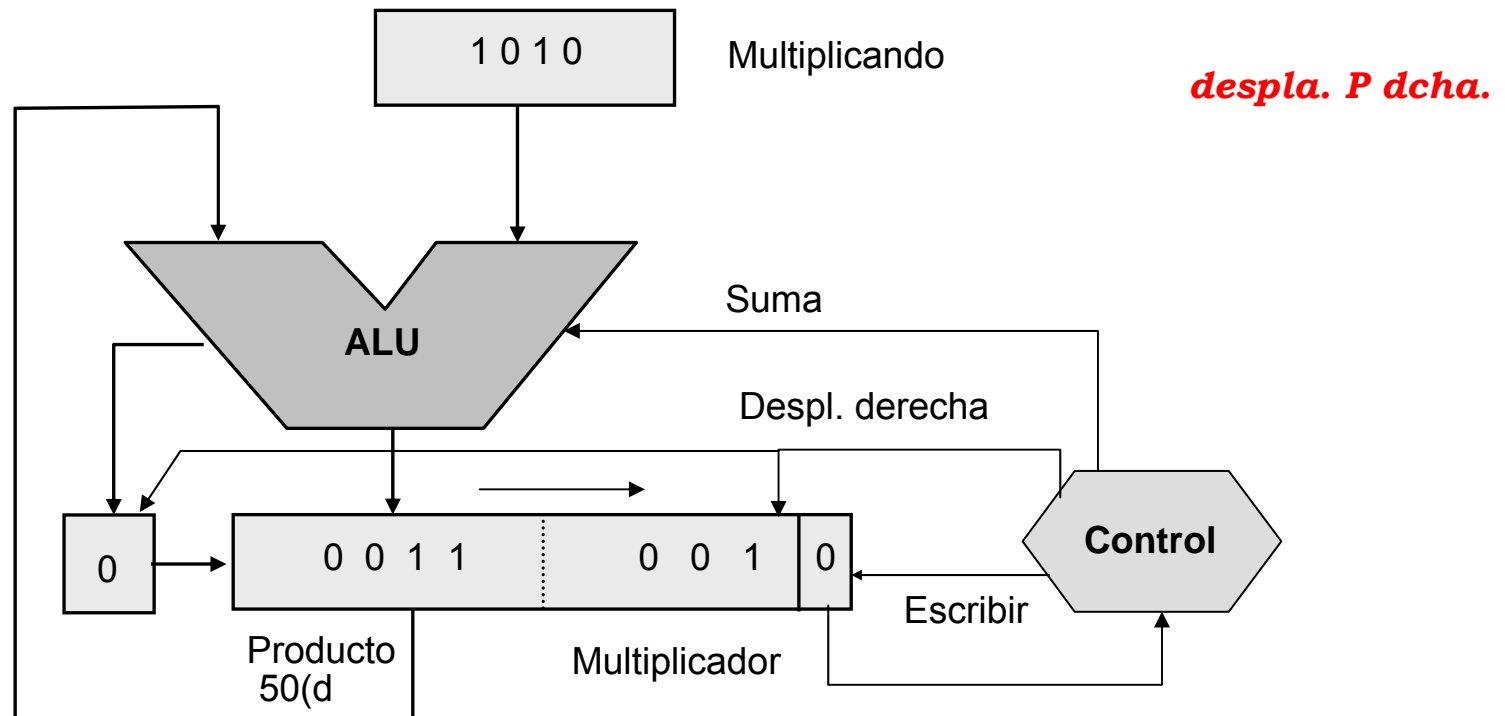 1 0 1 0
Multiplicando
despla. P dcha.
Suma
ALU
Despl. derecha
Control
0
0 0 1 1
0 0 1 0
Escribir
Producto
50(d
Multiplicador